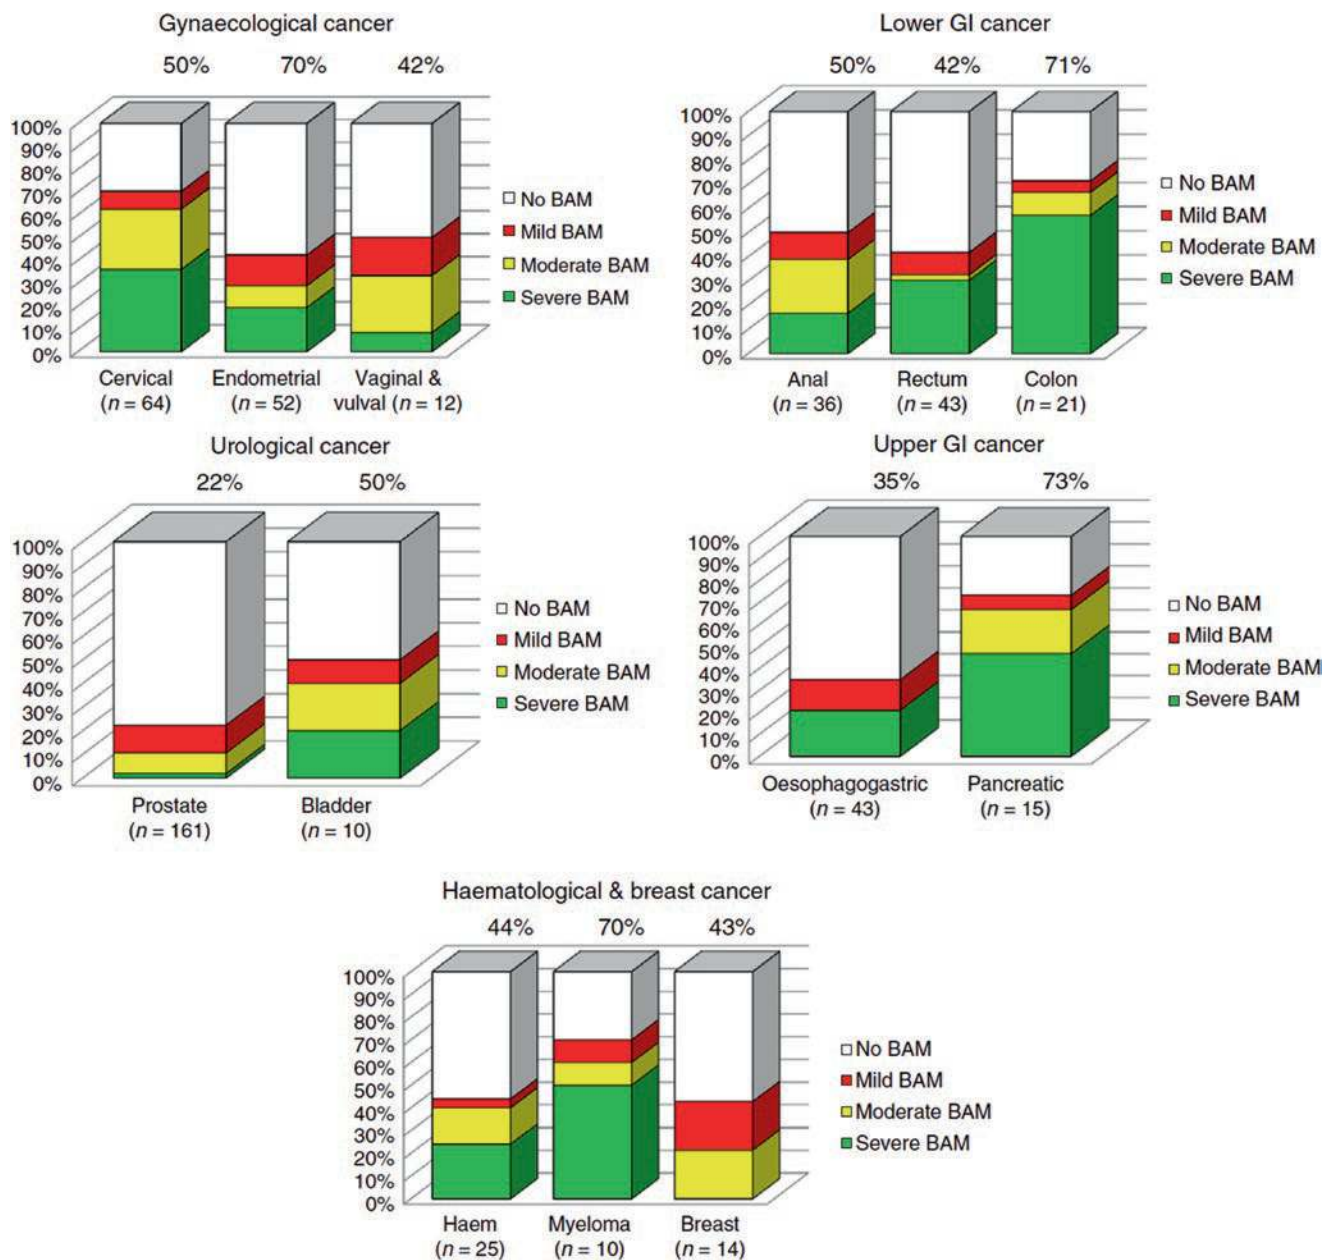 Gynaecological cancer
50% 70% 42%
100%
90%
80%
70%
60%
50%
40%
30%
20%
10%
0%
No BAM
Mild BAM
Moderate BAM
Severe BAM
Cervical Endometrial Vaginal &
(n = 64) (n = 52) vulval (n = 12)
Lower GI cancer
50% 42% 71%
100%
90%
80%
70%
60%
50%
40%
30%
20%
10%
0%
No BAM
Mild BAM
Moderate BAM
Severe BAM
Anal Rectum Colon
(n = 36) (n = 43) (n = 21)
Urological cancer
22% 50%
100%
90%
80%
70%
60%
50%
40%
30%
20%
10%
0%
No BAM
Mild BAM
Moderate BAM
Severe BAM
Prostate Bladder
(n = 161) (n = 10)
Upper GI cancer
35% 73%
100%
90%
80%
70%
60%
50%
40%
30%
20%
10%
0%
No BAM
Mild BAM
Moderate BAM
Severe BAM
Oesophagogastric Pancreatic
(n = 43) (n = 15)
Haematological & breast cancer
44% 70% 43%
100%
90%
80%
70%
60%
50%
40%
30%
20%
10%
0%
No BAM
Mild BAM
Moderate BAM
Severe BAM
Haem Myeloma Breast
(n = 25) (n = 10) (n = 14)